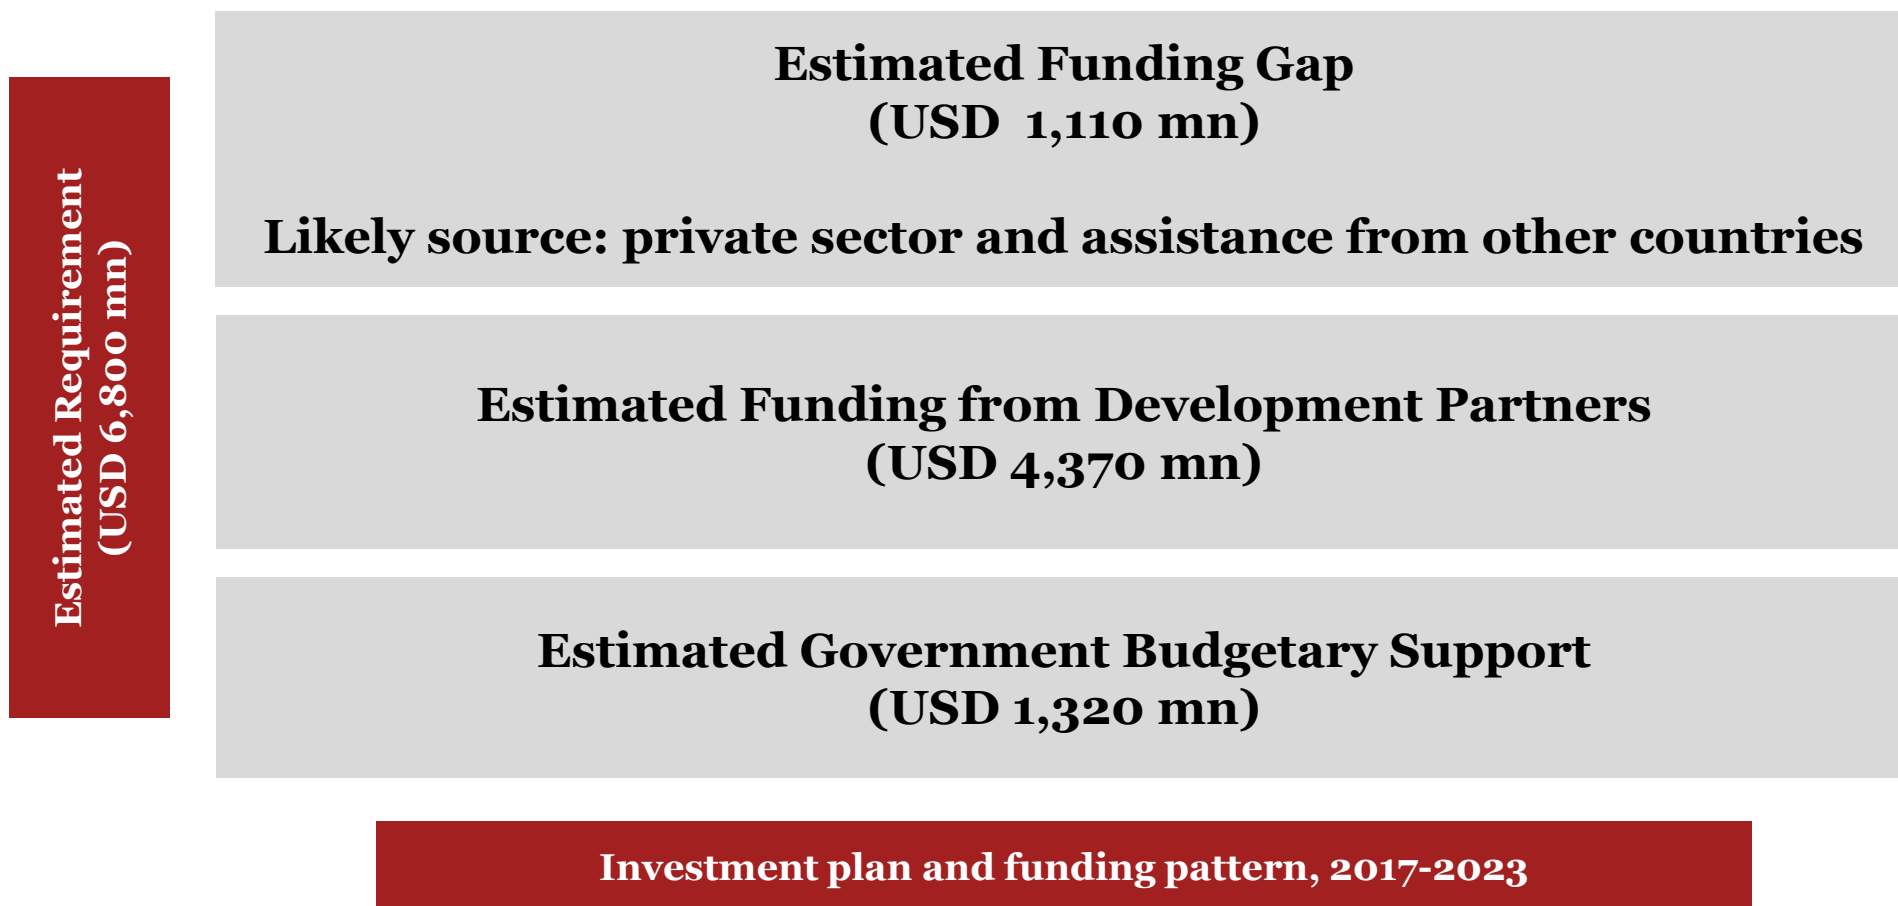 Estimated Requirement
(USD 6,800 mn)
Estimated Funding Gap
(USD 1,110 mn)
Likely source: private sector and assistance from other countries
Estimated Funding from Development Partners
(USD 4,370 mn)
Estimated Government Budgetary Support
(USD 1,320 mn)
Investment plan and funding pattern, 2017-2023